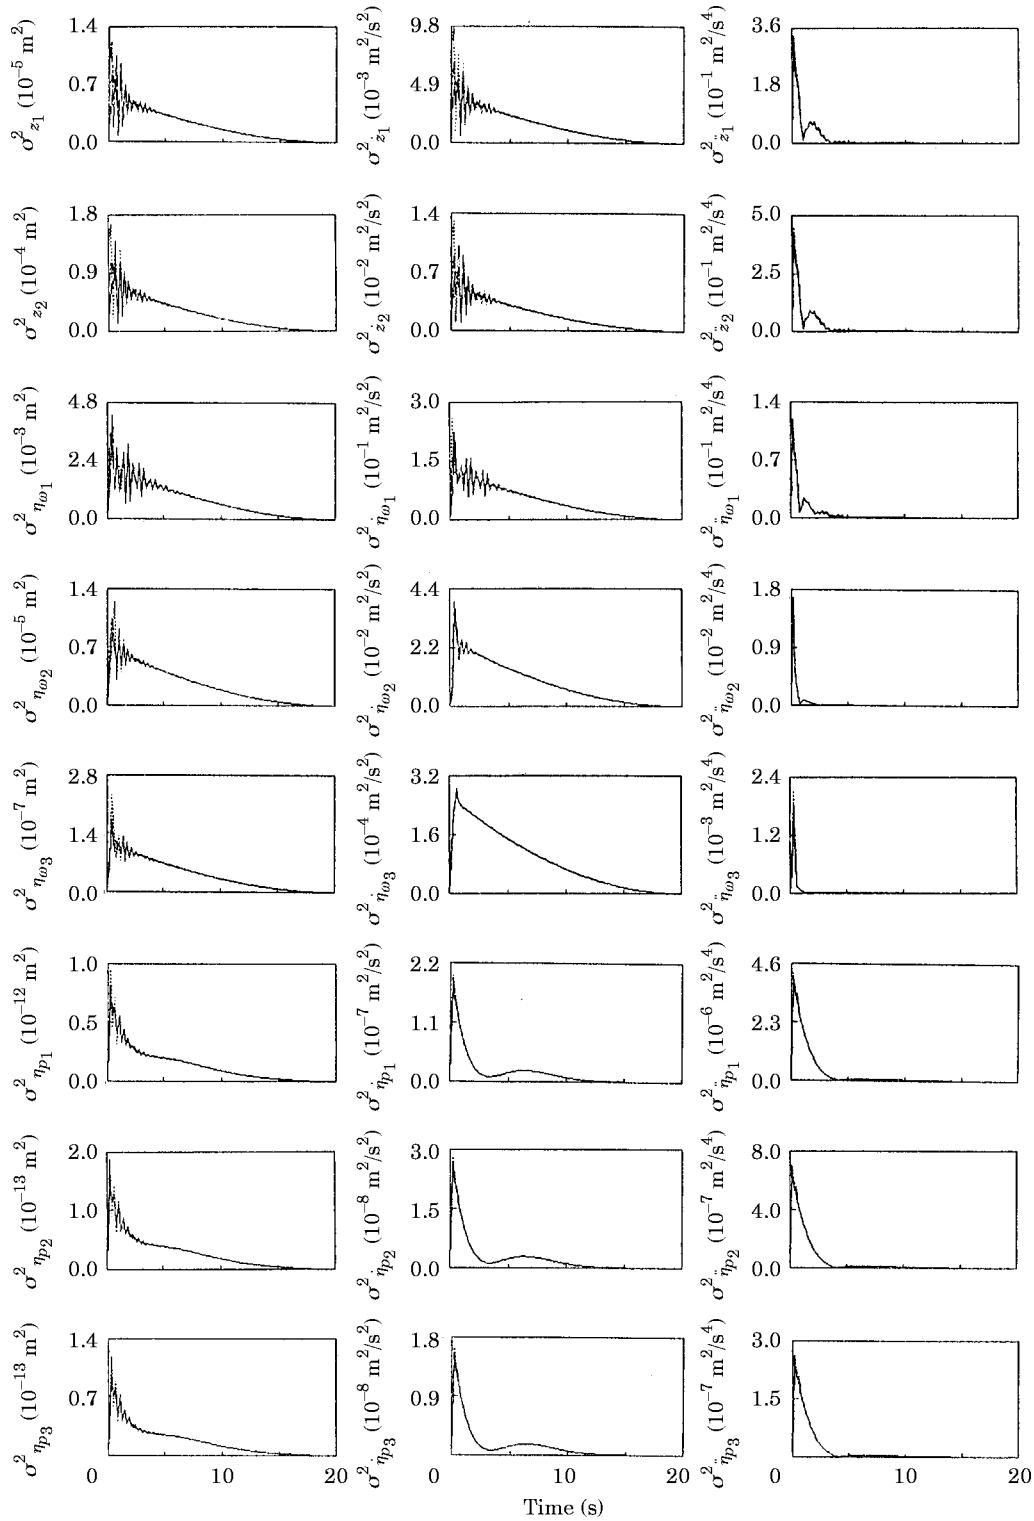 σ²z₁ (10⁻⁵ m²) 1.4 0.7 0.0
σ²ż₁ (10⁻³ m²/s²) 9.8 4.9 0.0
σ²z̈₁ (10⁻¹ m²/s⁴) 3.6 1.8 0.0
σ²z₂ (10⁻⁴ m²) 1.8 0.9 0.0
σ²ż₂ (10⁻² m²/s²) 1.4 0.7 0.0
σ²z̈₂ (10⁻¹ m²/s⁴) 5.0 2.5 0.0
σ²ηω₁ (10⁻³ m²) 4.8 2.4 0.0
σ²η̇ω₁ (10⁻¹ m²/s²) 3.0 1.5 0.0
σ²η̈ω₁ (10⁻¹ m²/s⁴) 1.4 0.7 0.0
σ²ηω₂ (10⁻⁵ m²) 1.4 0.7 0.0
σ²η̇ω₂ (10⁻² m²/s²) 4.4 2.2 0.0
σ²η̈ω₂ (10⁻² m²/s⁴) 1.8 0.9 0.0
σ²ηω₃ (10⁻⁷ m²) 2.8 1.4 0.0
σ²η̇ω₃ (10⁻⁴ m²/s²) 3.2 1.6 0.0
σ²η̈ω₃ (10⁻³ m²/s⁴) 2.4 1.2 0.0
σ²ηp₁ (10⁻¹² m²) 1.0 0.5 0.0
σ²η̇p₁ (10⁻⁷ m²/s²) 2.2 1.1 0.0
σ²η̈p₁ (10⁻⁶ m²/s⁴) 4.6 2.3 0.0
σ²ηp₂ (10⁻¹³ m²) 2.0 1.0 0.0
σ²η̇p₂ (10⁻⁸ m²/s²) 3.0 1.5 0.0
σ²η̈p₂ (10⁻⁷ m²/s⁴) 8.0 4.0 0.0
σ²ηp₃ (10⁻¹³ m²) 1.4 0.7
σ²η̇p₃ (10⁻⁸ m²/s²) 1.8 0.9
σ²η̈p₃ (10⁻⁷ m²/s⁴) 3.0 1.5
0 10 20 0 10 20 0 10 20
Time (s)